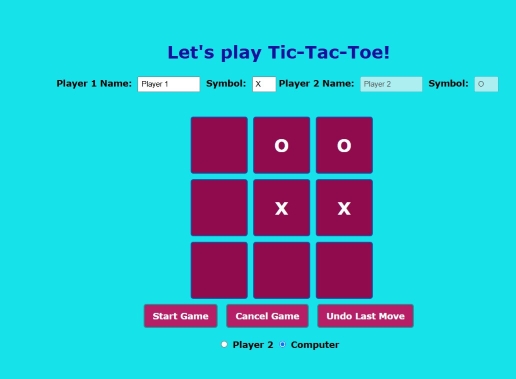 Let's play Tic-Tac-Toe!
Player 1 Name: Player 1 Symbol: X Player 2 Name: Player 2 Symbol: O
O O
X X
Start Game Cancel Game Undo Last Move
Player 2 Computer